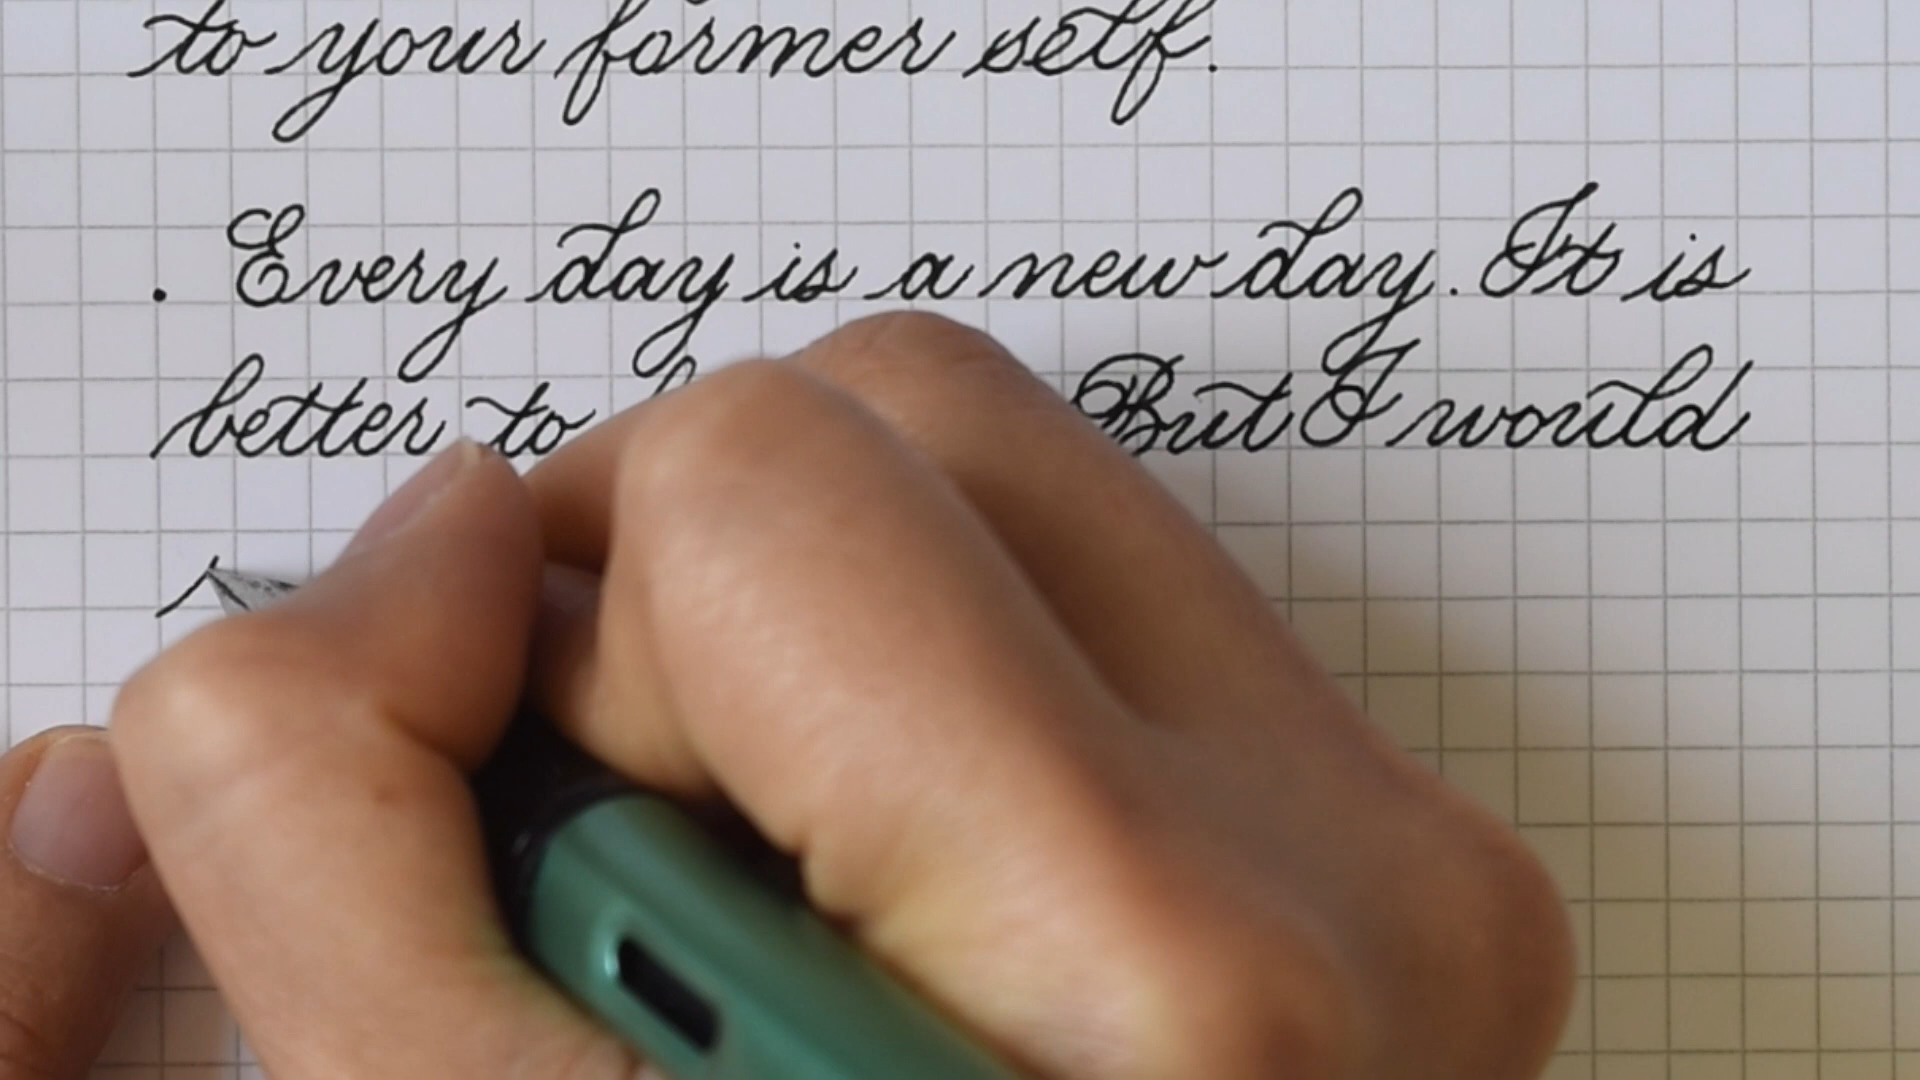 to your former self.
. Every day is a new day. It is
better to But I would